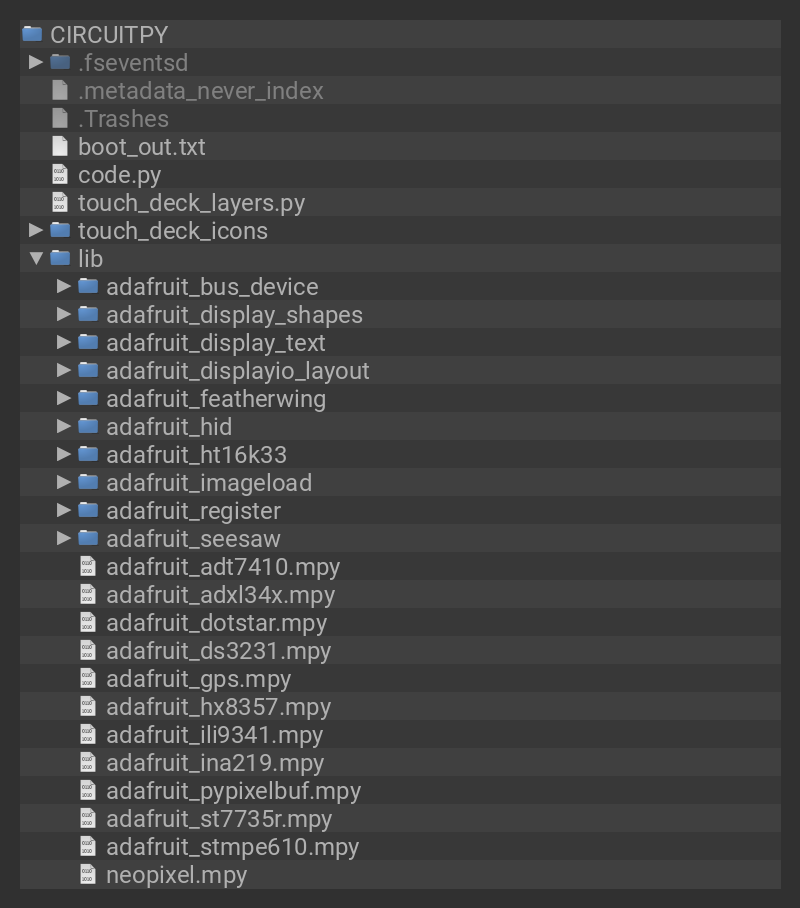 CIRCUITPY
.fseventsd
.metadata_never_index
.Trashes
boot_out.txt
code.py
touch_deck_layers.py
touch_deck_icons
lib
adafruit_bus_device
adafruit_display_shapes
adafruit_display_text
adafruit_displayio_layout
adafruit_featherwing
adafruit_hid
adafruit_ht16k33
adafruit_imageload
adafruit_register
adafruit_seesaw
adafruit_adt7410.mpy
adafruit_adxl34x.mpy
adafruit_dotstar.mpy
adafruit_ds3231.mpy
adafruit_gps.mpy
adafruit_hx8357.mpy
adafruit_ili9341.mpy
adafruit_ina219.mpy
adafruit_pypixelbuf.mpy
adafruit_st7735r.mpy
adafruit_stmpe610.mpy
neopixel.mpy